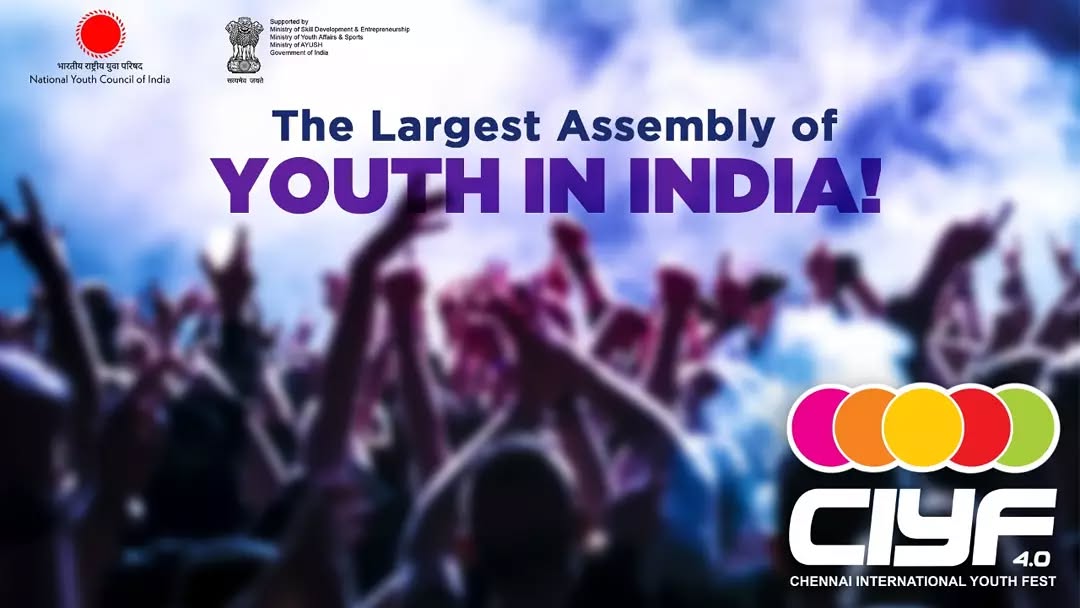 भारतीय राष्ट्रीय युवा परिषद
National Youth Council of India
सत्यमेव जयते
Supported by
Ministry of Skill Development & Entrepreneurship
Ministry of Youth Affairs & Sports
Ministry of AYUSH
Government of India
The Largest Assembly of
YOUTH IN INDIA!
CIYF
4.0
CHENNAI INTERNATIONAL YOUTH FEST